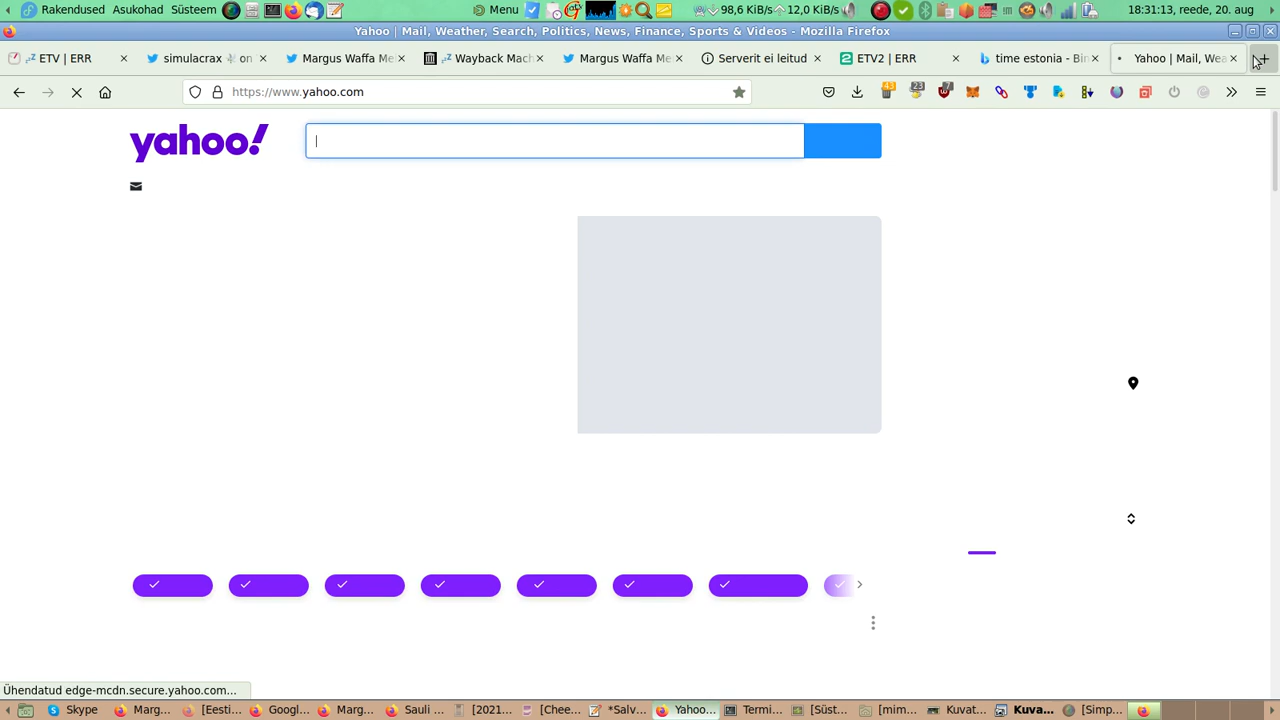 Rakendused Asukohad Süsteem Menu 98,6 KiB/s 12,0 KiB/s 18:31:13, reede, 20. aug
Yahoo | Mail, Weather, Search, Politics, News, Finance, Sports & Videos - Mozilla Firefox
ETV | ERR simulacrax on Margus Waffa Me Wayback Mach Margus Waffa Me Serverit ei leitud ETV2 | ERR time estonia - Bin Yahoo | Mail, Wea
https://www.yahoo.com 43 23 7
yahoo!
Ühendatud edge-mcdn.secure.yahoo.com...
Skype Marg... [Eesti... Googl... Marg... Sauli ... [2021... [Chee... *Salv... Yahoo... Termi... [Süst... [mim... Kuvat... Kuva... [Simp...